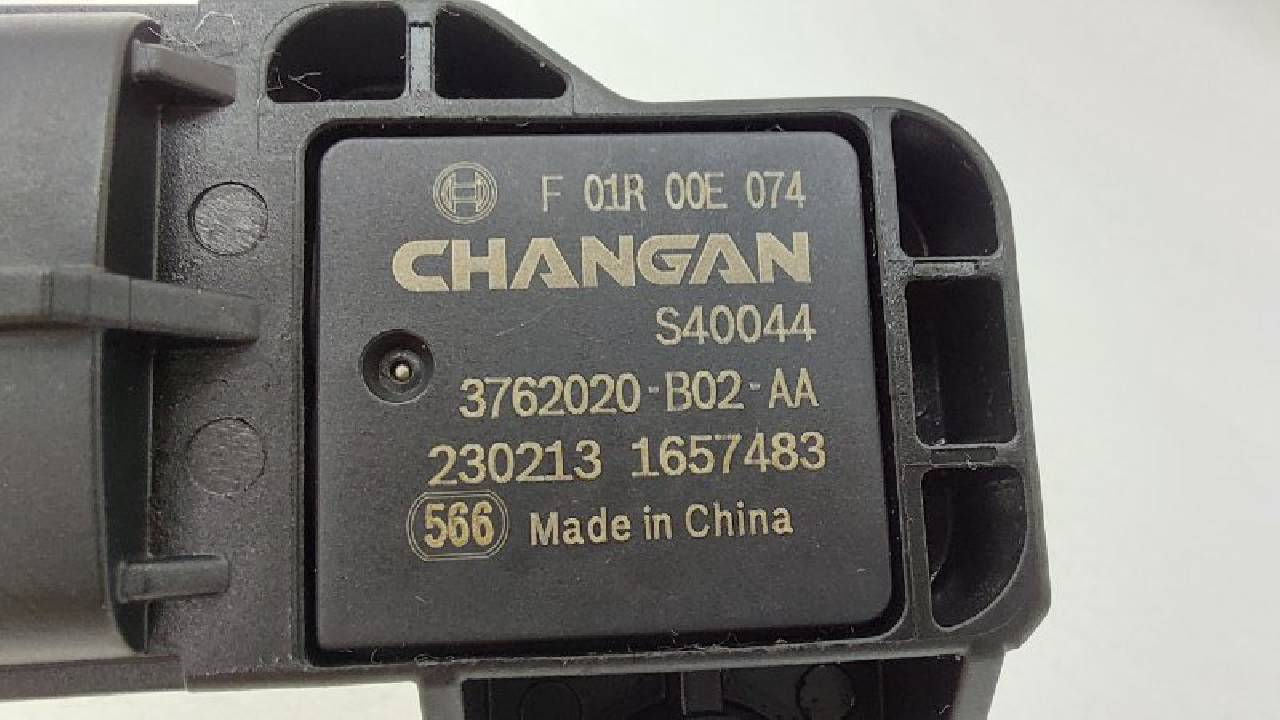 F 01R 00E 074
CHANGAN
S40044
3762020-B02-AA
230213 1657483
566 Made in China